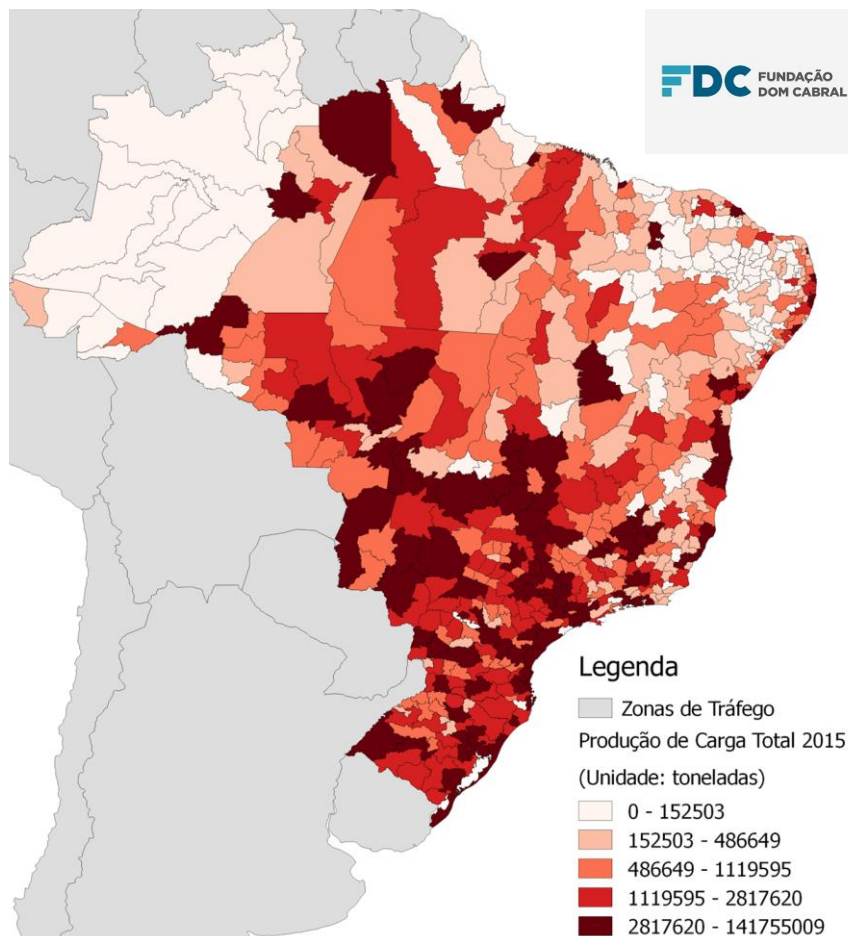 FDC FUNDAÇÃO
DOM CABRAL
Legenda
Zonas de Tráfego
Produção de Carga Total 2015
(Unidade: toneladas)
0 - 152503
152503 - 486649
486649 - 1119595
1119595 - 2817620
2817620 - 141755009